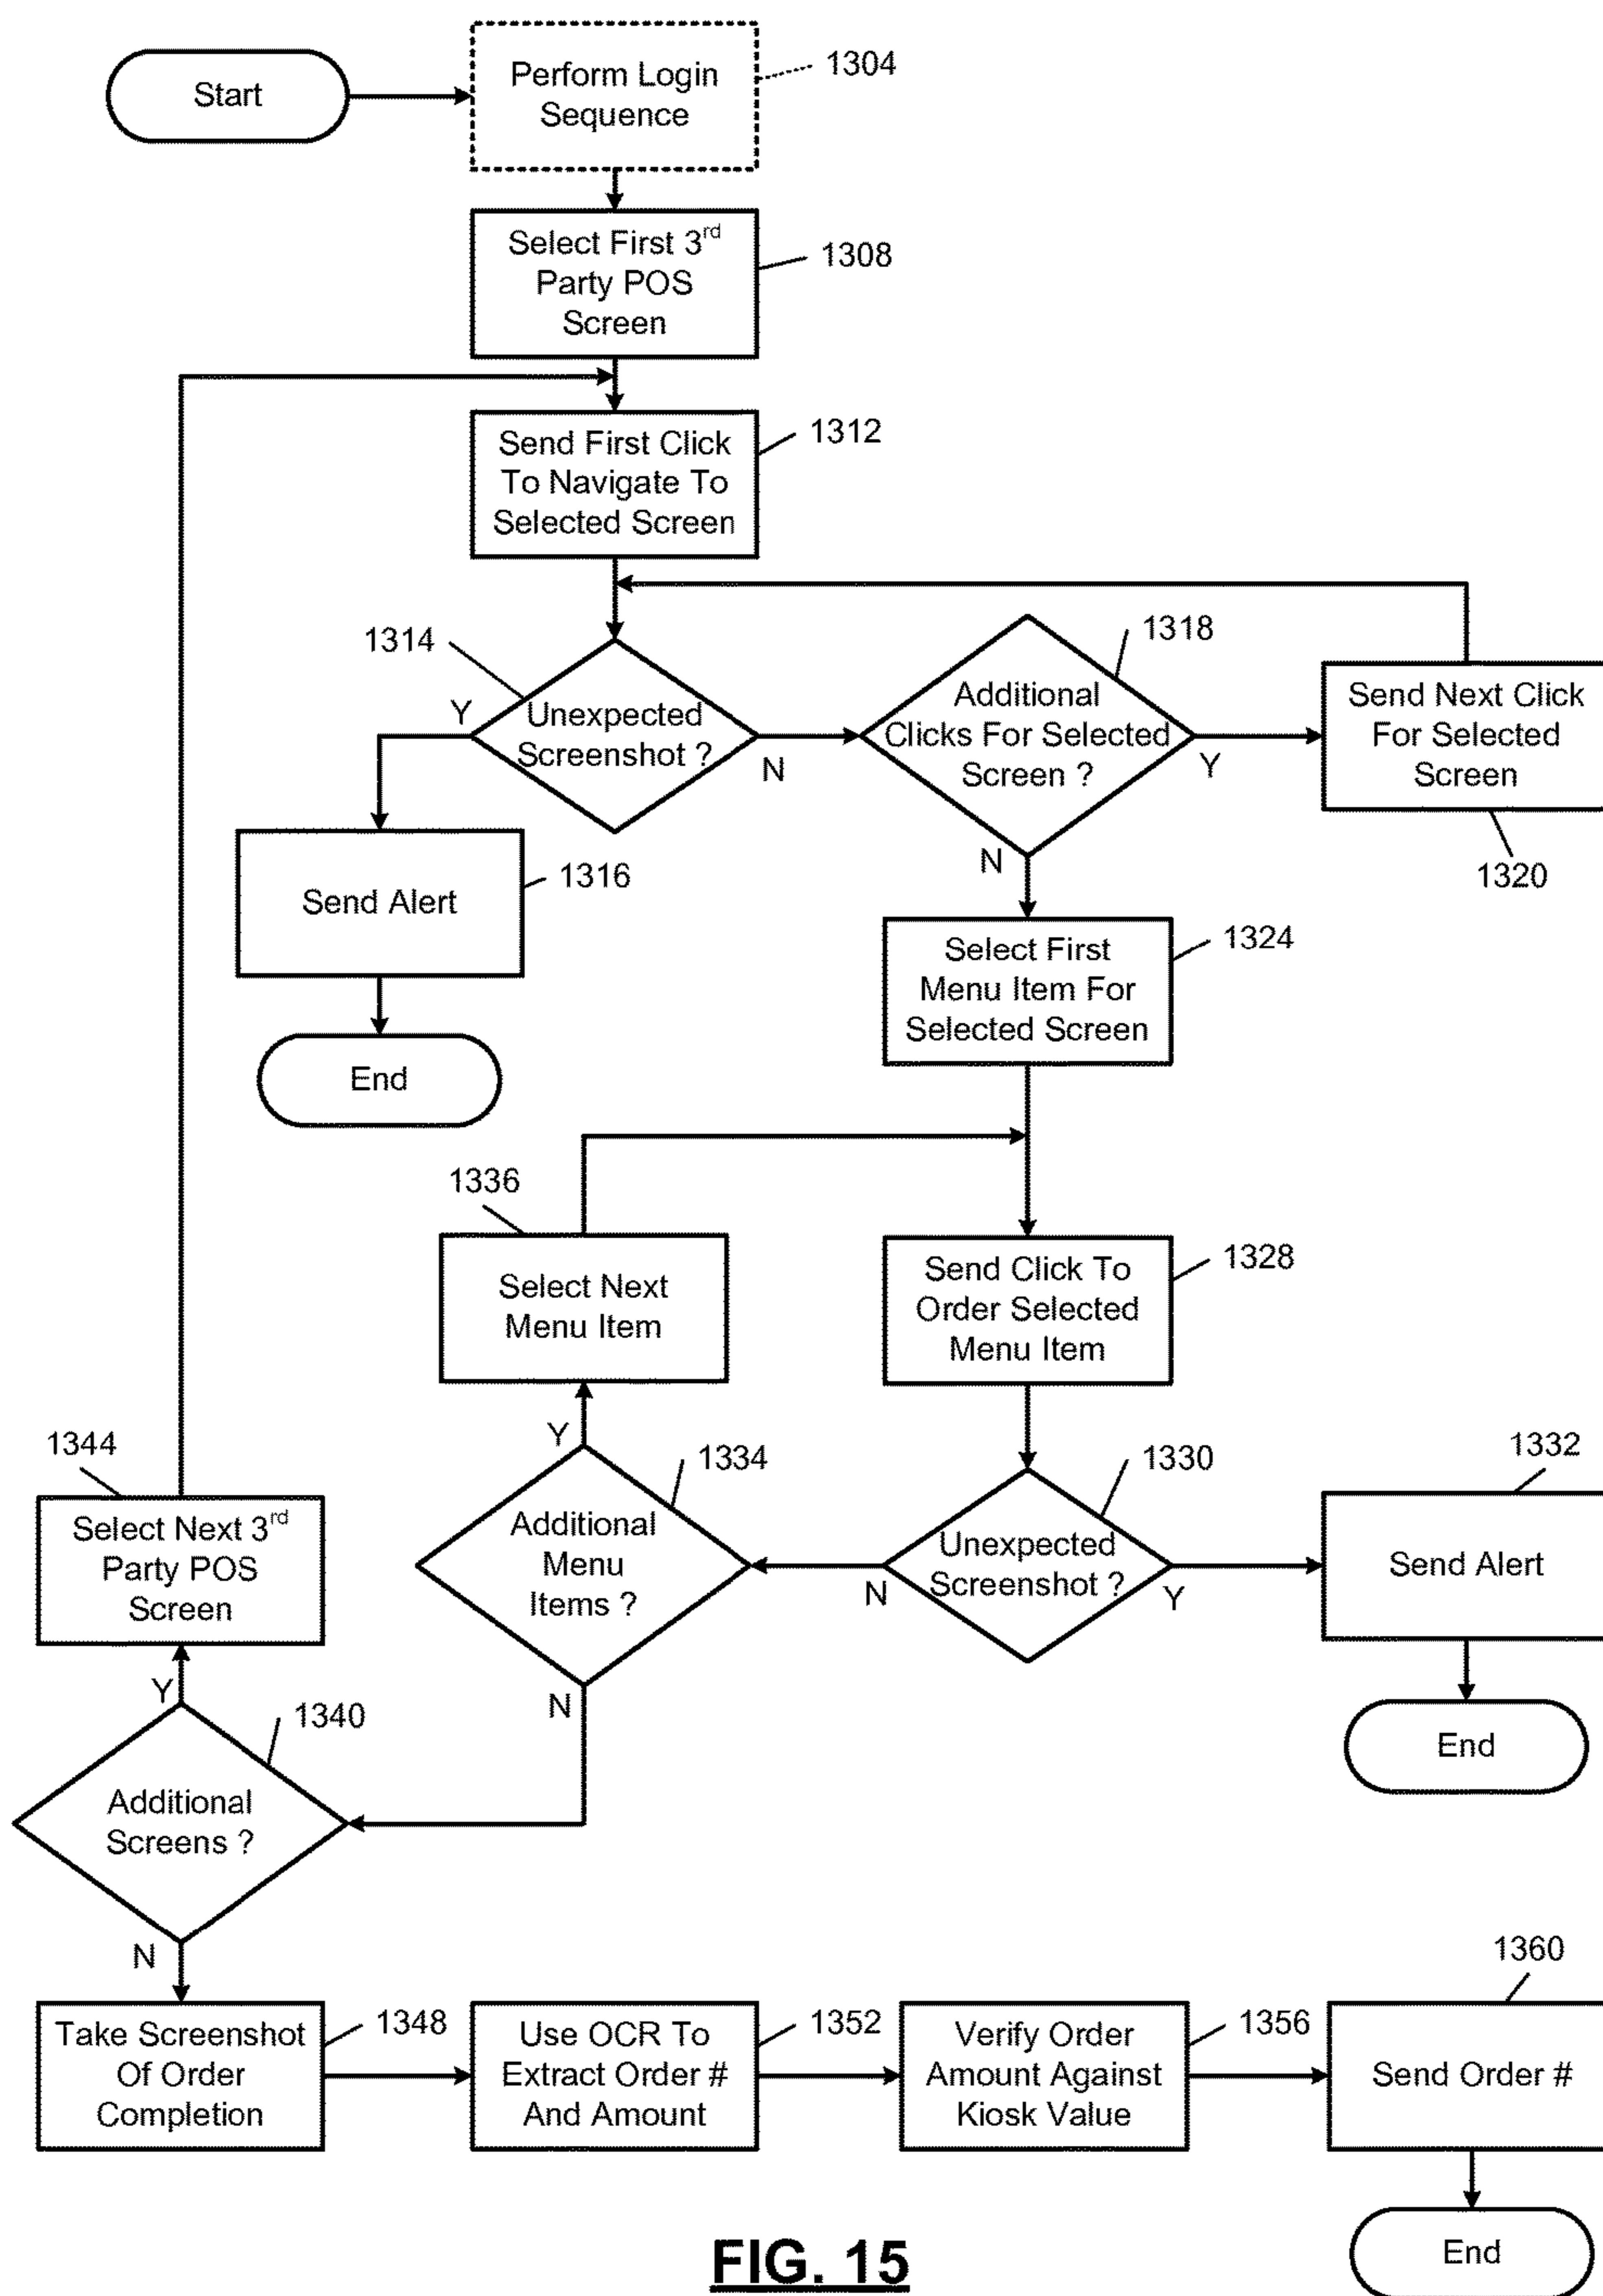 Start
Perform Login
Sequence
1304
Select First 3rd
Party POS
Screen
1308
Send First Click
To Navigate To
Selected Screen
1312
1314
Unexpected
Screenshot ?
Y
N
1318
Additional
Clicks For Selected
Screen ?
Y
N
Send Next Click
For Selected
Screen
1320
Send Alert
1316
End
Select First
Menu Item For
Selected Screen
1324
1336
Select Next
Menu Item
Send Click To
Order Selected
Menu Item
1328
1344
Select Next 3rd
Party POS
Screen
Y
1334
Additional
Menu
Items ?
N
1330
Unexpected
Screenshot ?
N
Y
1332
Send Alert
End
Y
1340
Additional
Screens ?
N
Take Screenshot
Of Order
Completion
1348
Use OCR To
Extract Order #
And Amount
1352
Verify Order
Amount Against
Kiosk Value
1356
1360
Send Order #
End
FIG. 15